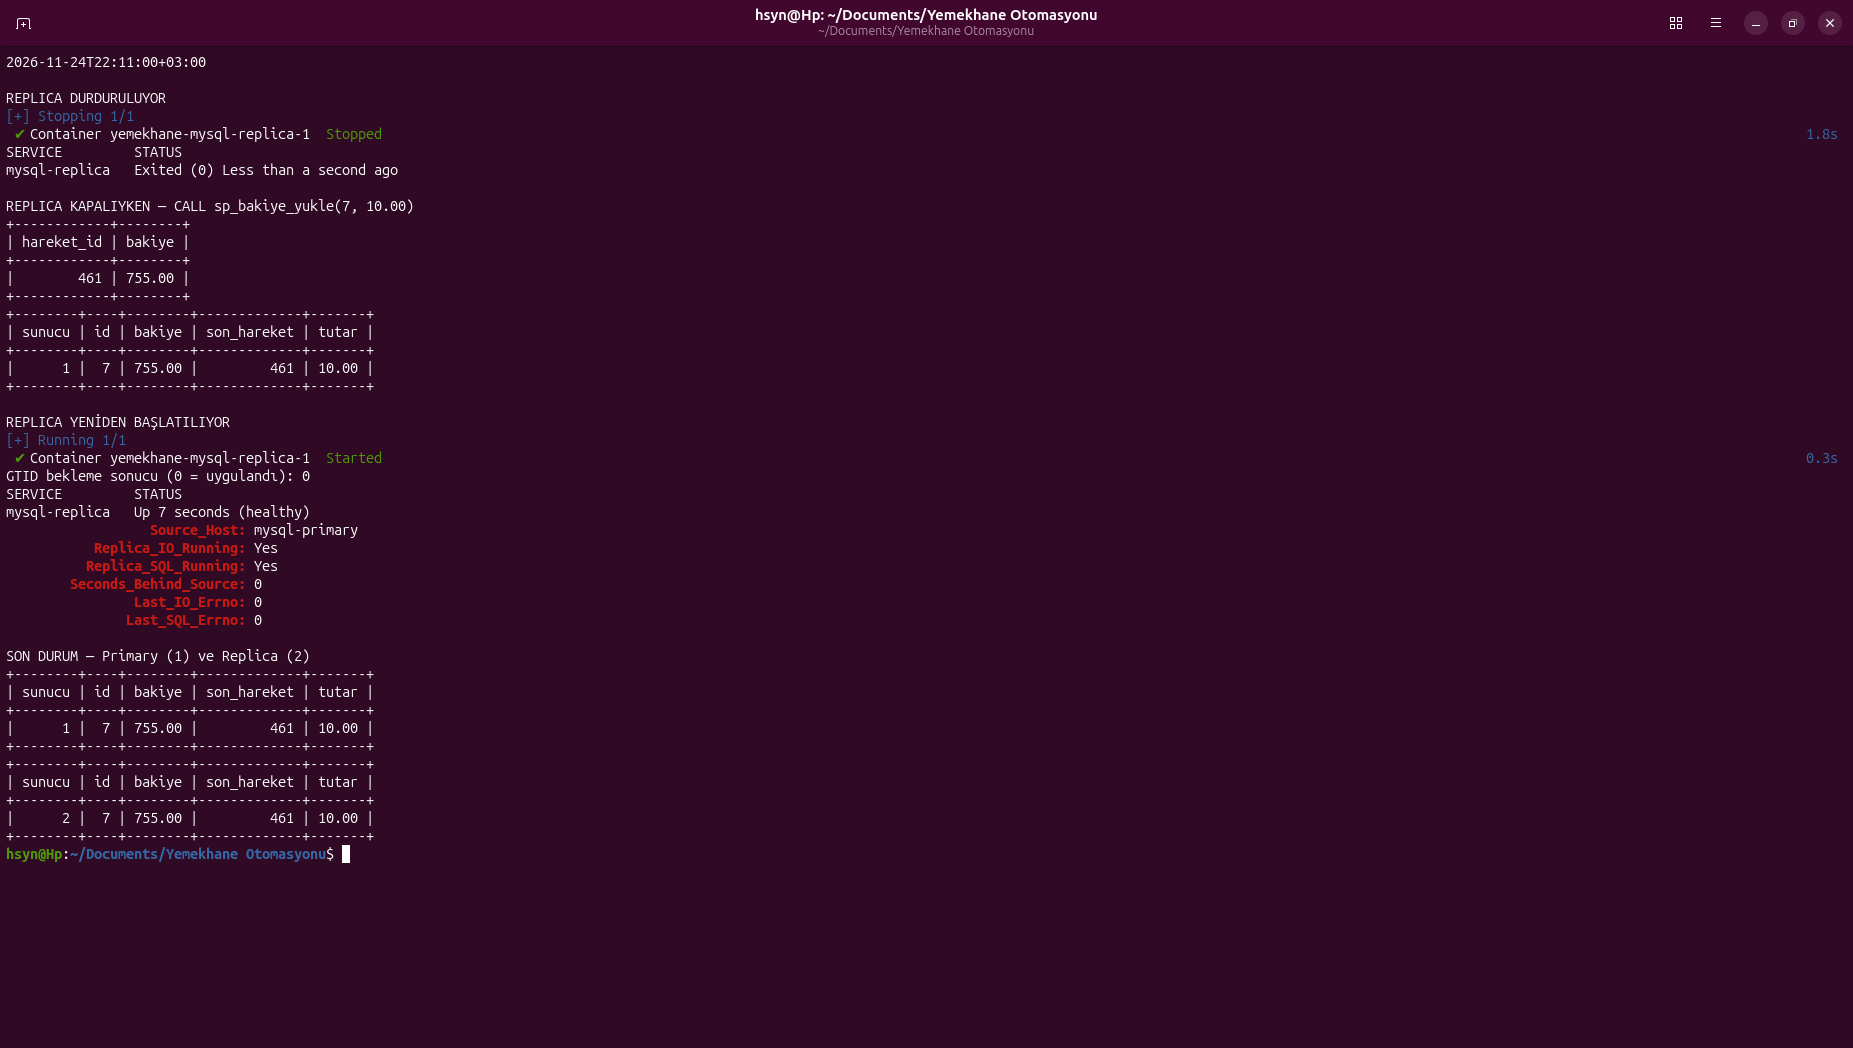 hsyn@Hp: ~/Documents/Yemekhane Otomasyonu
~/Documents/Yemekhane Otomasyonu
2026-11-24T22:11:00+03:00
REPLICA DURDURULUYOR
[+] Stopping 1/1
✔ Container yemekhane-mysql-replica-1  Stopped 1.8s
SERVICE         STATUS
mysql-replica   Exited (0) Less than a second ago
REPLICA KAPALIYKEN — CALL sp_bakiye_yukle(7, 10.00)
+------------+--------+
| hareket_id | bakiye |
+------------+--------+
|        461 | 755.00 |
+------------+--------+
+--------+----+--------+-------------+-------+
| sunucu | id | bakiye | son_hareket | tutar |
+--------+----+--------+-------------+-------+
|      1 |  7 | 755.00 |         461 | 10.00 |
+--------+----+--------+-------------+-------+
REPLICA YENİDEN BAŞLATILIYOR
[+] Running 1/1
✔ Container yemekhane-mysql-replica-1  Started 0.3s
GTID bekleme sonucu (0 = uygulandı): 0
SERVICE         STATUS
mysql-replica   Up 7 seconds (healthy)
Source_Host: mysql-primary
Replica_IO_Running: Yes
Replica_SQL_Running: Yes
Seconds_Behind_Source: 0
Last_IO_Errno: 0
Last_SQL_Errno: 0
SON DURUM — Primary (1) ve Replica (2)
+--------+----+--------+-------------+-------+
| sunucu | id | bakiye | son_hareket | tutar |
+--------+----+--------+-------------+-------+
|      1 |  7 | 755.00 |         461 | 10.00 |
+--------+----+--------+-------------+-------+
+--------+----+--------+-------------+-------+
| sunucu | id | bakiye | son_hareket | tutar |
+--------+----+--------+-------------+-------+
|      2 |  7 | 755.00 |         461 | 10.00 |
+--------+----+--------+-------------+-------+
hsyn@Hp:~/Documents/Yemekhane Otomasyonu$